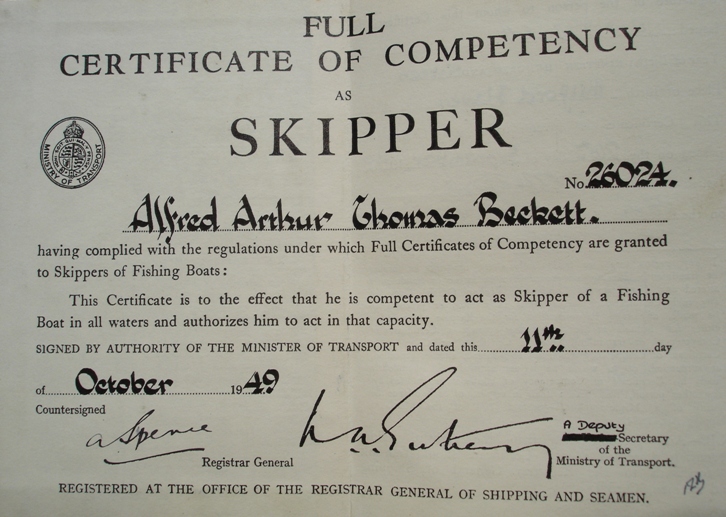 FULL
CERTIFICATE OF COMPETENCY
AS
SKIPPER
MINISTRY OF TRANSPORT
No. 26024.
Alfred Arthur Thomas Beckett.
having complied with the regulations under which Full Certificates of Competency are granted
to Skippers of Fishing Boats:
This Certificate is to the effect that he is competent to act as Skipper of a Fishing
Boat in all waters and authorizes him to act in that capacity.
SIGNED BY AUTHORITY OF THE MINISTER OF TRANSPORT and dated this 11th. day
of October 1949
Countersigned
A Spence
Registrar General
A Deputy
Secretary
of the
Ministry of Transport.
REGISTERED AT THE OFFICE OF THE REGISTRAR GENERAL OF SHIPPING AND SEAMEN.